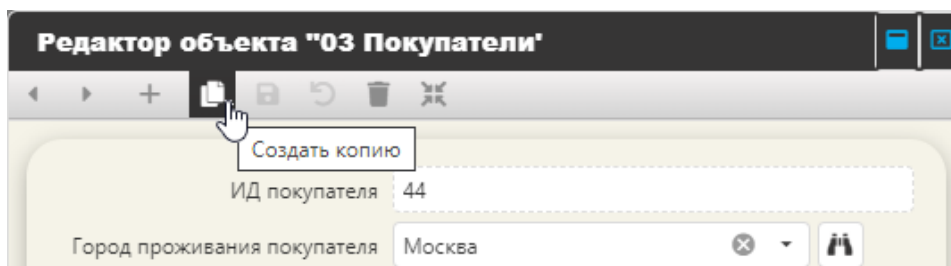 Редактор объекта "03 Покупатели'
Создать копию
ИД покупателя 44
Город проживания покупателя Москва